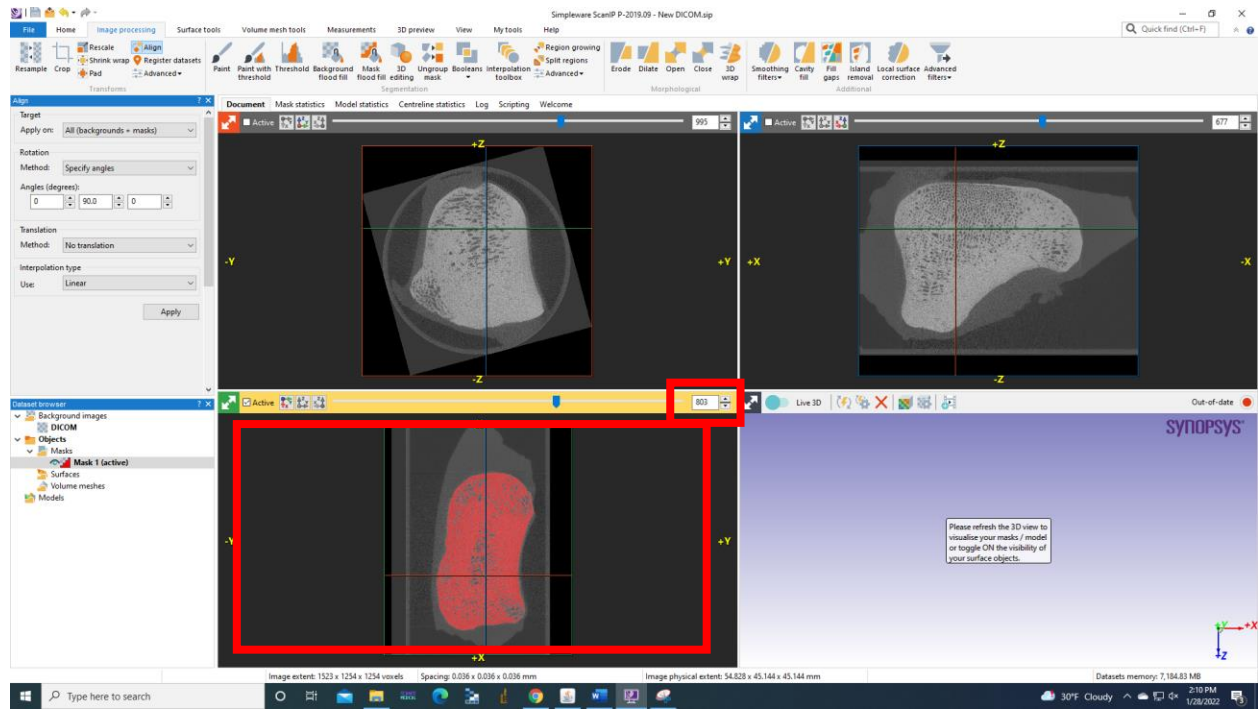 Simpleware ScanIP P-2019.09 - New DICOM.sip
File Home Image processing Surface tools Volume mesh tools Measurements 3D preview View My tools Help
Quick find (Ctrl+F)
Resample Crop Rescale Shrink wrap Pad Align Register datasets Advanced
Transforms
Paint Paint with threshold Threshold Background flood fill Mask flood fill 3D editing Ungroup mask Booleans Interpolation toolbox Region growing Split regions Advanced
Segmentation
Erode Dilate Open Close 3D wrap
Morphological
Smoothing filters Cavity fill Fill gaps Island removal Local surface correction Advanced filters
Additional
Align
Target
Apply on: All (backgrounds + masks)
Rotation
Method: Specify angles
Angles (degrees):
0 90.0 0
Translation
Method: No translation
Interpolation type
Use: Linear
Apply
Document Mask statistics Model statistics Centreline statistics Log Scripting Welcome
Active 995
+Z
-Y +Y
-Z
Active 677
+Z
+X -X
-Z
Dataset browser
Background images
DICOM
Objects
Masks
Mask 1 (active)
Surfaces
Volume meshes
Models
Active 803
-Y +Y
+X
Live 3D Out-of-date
SYNOPSYS
Please refresh the 3D view to
visualise your masks / model
or toggle ON the visibility of
your surface objects.
+Y +X
Z
Image extent: 1523 x 1254 x 1254 voxels Spacing: 0.036 x 0.036 x 0.036 mm Image physical extent: 54.828 x 45.144 x 45.144 mm Datasets memory: 7,184.83 MB
Type here to search
30°F Cloudy
2:10 PM
1/28/2022